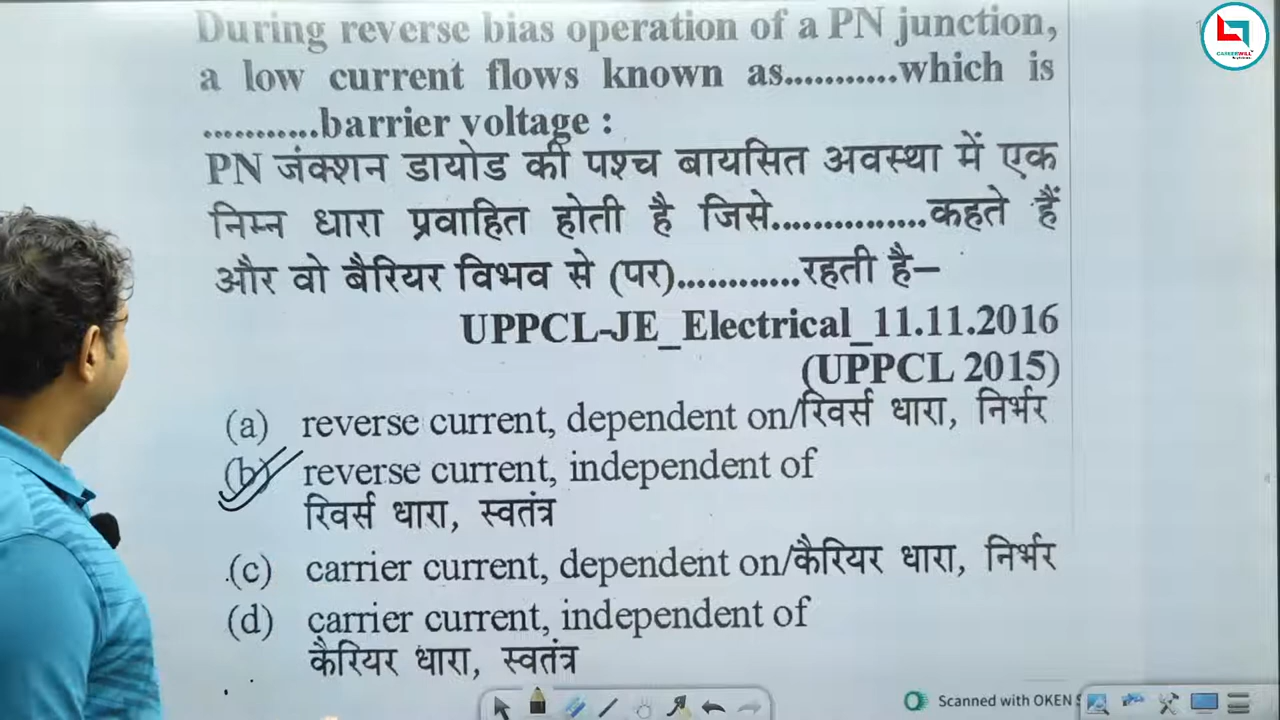 During reverse bias operation of a PN junction,
a low current flows known as...........which is
...........barrier voltage :
PN जंक्शन डायोड की पश्च बायसित अवस्था में एक
निम्न धारा प्रवाहित होती है जिसे...............कहते हैं
और वो बैरियर विभव से (पर)............रहती है–
UPPCL-JE_Electrical_11.11.2016
(UPPCL 2015)
(a) reverse current, dependent on/रिवर्स धारा, निर्भर
(b) reverse current, independent of
रिवर्स धारा, स्वतंत्र
(c) carrier current, dependent on/कैरियर धारा, निर्भर
(d) carrier current, independent of
कैरियर धारा, स्वतंत्र
Scanned with OKEN
CAREERWILL